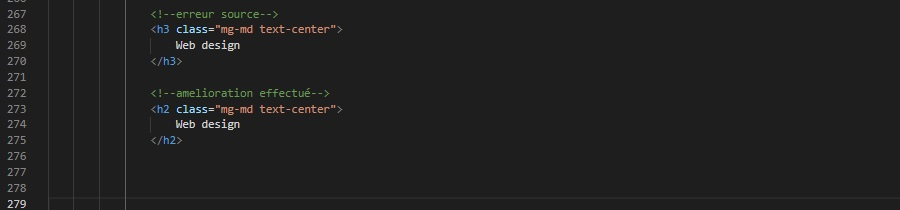 267 <!--erreur source-->
268 <h3 class="mg-md text-center">
269 Web design
270 </h3>
271
272 <!--amelioration effectué-->
273 <h2 class="mg-md text-center">
274 Web design
275 </h2>
276
277
278
279